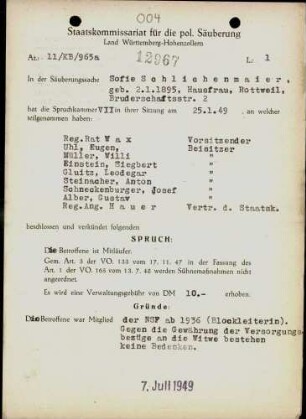 004
Staatskommissariat für die pol. Säuberung
Land Württemberg-Hohenzollern
Az.: 11/KB/965a
12967
L: 1
In der Säuberungssache Sofie Schlichenmaier,
geb. 2.1.1895, Hausfrau, Rottweil,
Bruderschaftsstr. 2
hat die Spruchkammer VII in ihrer Sitzung am 25.1.49 , an welcher
teilgenommen haben:
Reg.Rat Wax Vorsitzender
Uhl, Eugen, Beisitzer
Müller, Willi "
Einstein, Siegbert "
Gluitz, Leodegar "
Steinacher, Anton "
Schneckenburger, Josef "
Alber, Gustav "
Reg.Ang. Hauer Vertr. d. Staatsk.
beschlossen und verkündet folgenden
SPRUCH:
Die Betroffene ist Mitläufer.
Gem. Art. 3 der VO. 133 vom 17. 11. 47 in der Fassung des
Art. 1 der VO. 165 vom 13. 7. 48 werden Sühnemaßnahmen nicht
angeordnet.
Es wird eine Verwaltungsgebühr von DM 10.- erhoben.
Gründe:
Die Betroffene war Mitglied der NSF ab 1936 (Blockleiterin).
Gegen die Gewährung der Versorgungs-
bezüge an die Witwe bestehen
keine Bedenken.
7. Juli 1949